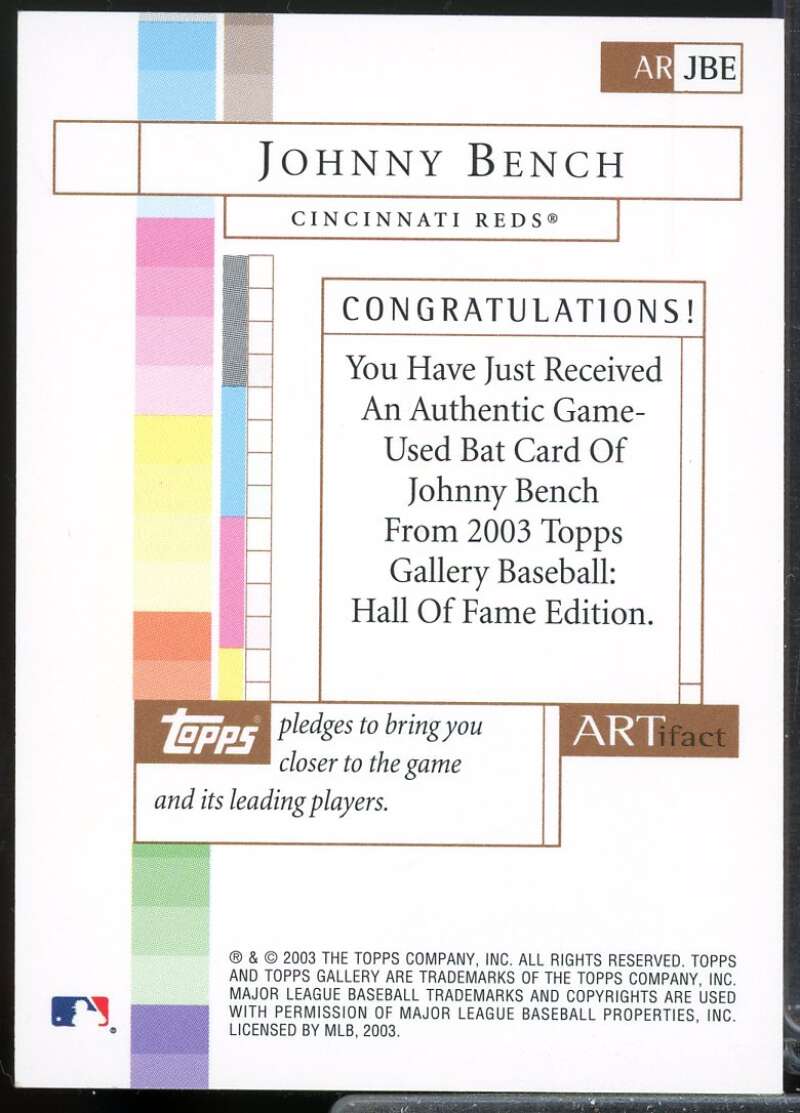 AR JBE
JOHNNY BENCH
CINCINNATI REDS®
CONGRATULATIONS!
You Have Just Received
An Authentic Game-
Used Bat Card Of
Johnny Bench
From 2003 Topps
Gallery Baseball:
Hall Of Fame Edition.
Topps® pledges to bring you
closer to the game
and its leading players.
ARTifact
® & © 2003 THE TOPPS COMPANY, INC. ALL RIGHTS RESERVED. TOPPS
AND TOPPS GALLERY ARE TRADEMARKS OF THE TOPPS COMPANY, INC.
MAJOR LEAGUE BASEBALL TRADEMARKS AND COPYRIGHTS ARE USED
WITH PERMISSION OF MAJOR LEAGUE BASEBALL PROPERTIES, INC.
LICENSED BY MLB, 2003.